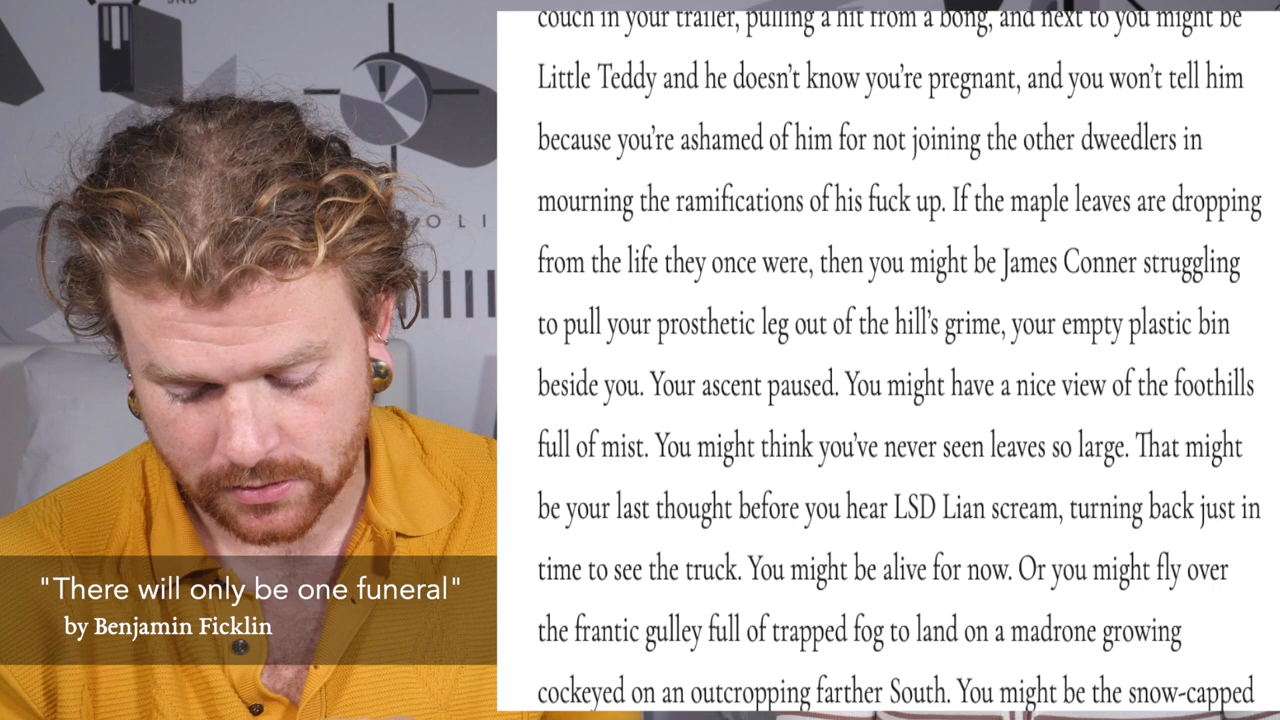 couch in your trailer, pulling a hit from a bong, and next to you might be
Little Teddy and he doesn’t know you’re pregnant, and you won’t tell him
because you’re ashamed of him for not joining the other dweedlers in
mourning the ramifications of his fuck up. If the maple leaves are dropping
from the life they once were, then you might be James Conner struggling
to pull your prosthetic leg out of the hill’s grime, your empty plastic bin
beside you. Your ascent paused. You might have a nice view of the foothills
full of mist. You might think you’ve never seen leaves so large. That might
be your last thought before you hear LSD Lian scream, turning back just in
time to see the truck. You might be alive for now. Or you might fly over
the frantic gulley full of trapped fog to land on a madrone growing
cockeyed on an outcropping farther South. You might be the snow-capped
"There will only be one funeral"
by Benjamin Ficklin